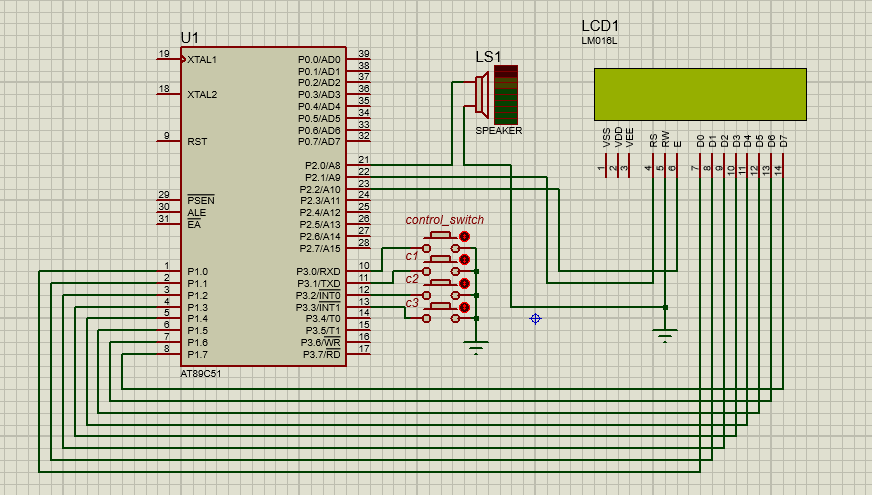 U1
19 XTAL1
18 XTAL2
9 RST
29 PSEN
30 ALE
31 EA
1 P1.0
2 P1.1
3 P1.2
4 P1.3
5 P1.4
6 P1.5
7 P1.6
8 P1.7
P0.0/AD0 39
P0.1/AD1 38
P0.2/AD2 37
P0.3/AD3 36
P0.4/AD4 35
P0.5/AD5 34
P0.6/AD6 33
P0.7/AD7 32
P2.0/A8 21
P2.1/A9 22
P2.2/A10 23
P2.3/A11 24
P2.4/A12 25
P2.5/A13 26
P2.6/A14 27
P2.7/A15 28
P3.0/RXD 10
P3.1/TXD 11
P3.2/INT0 12
P3.3/INT1 13
P3.4/T0 14
P3.5/T1 15
P3.6/WR 16
P3.7/RD 17
AT89C51
LS1
SPEAKER
control_switch
c1
c2
c3
LCD1
LM016L
VSS VDD VEE RS RW E D0 D1 D2 D3 D4 D5 D6 D7
1 2 3 4 5 6 7 8 9 10 11 12 13 14